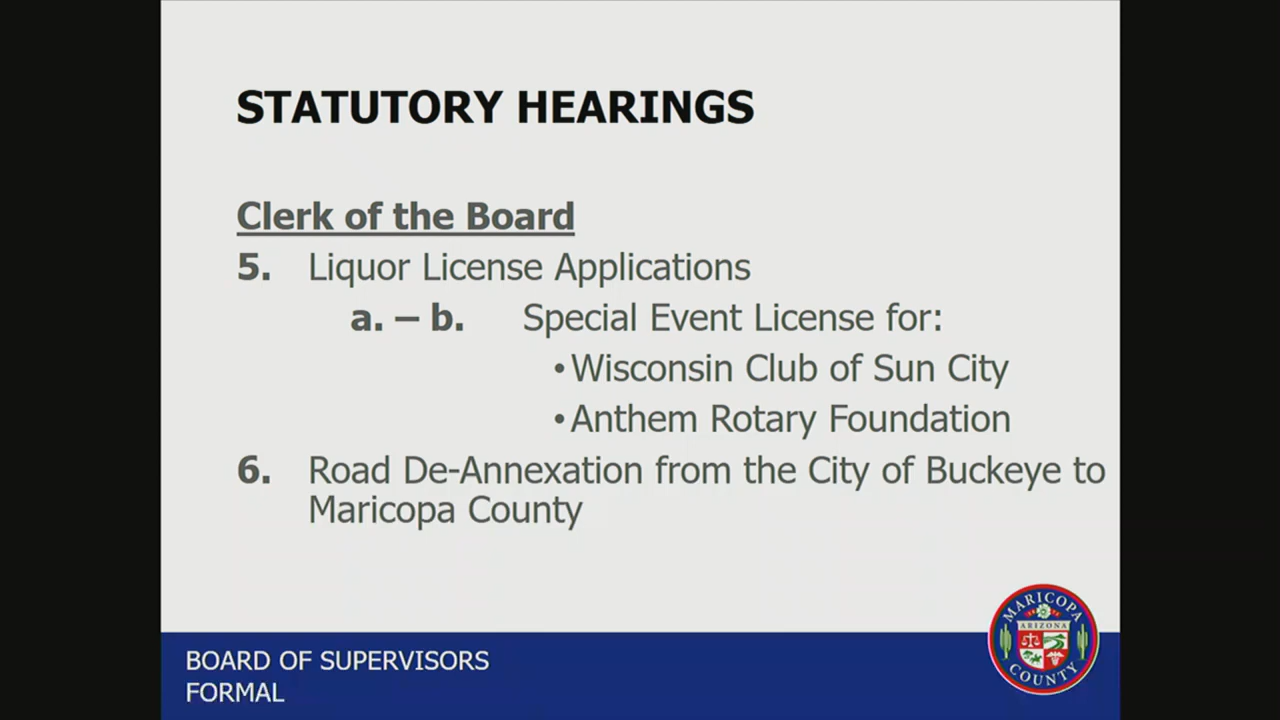 STATUTORY HEARINGS
Clerk of the Board
5. Liquor License Applications
a. – b. Special Event License for:
• Wisconsin Club of Sun City
• Anthem Rotary Foundation
6. Road De-Annexation from the City of Buckeye to
Maricopa County
BOARD OF SUPERVISORS
FORMAL
MARICOPA
ARIZONA
COUNTY